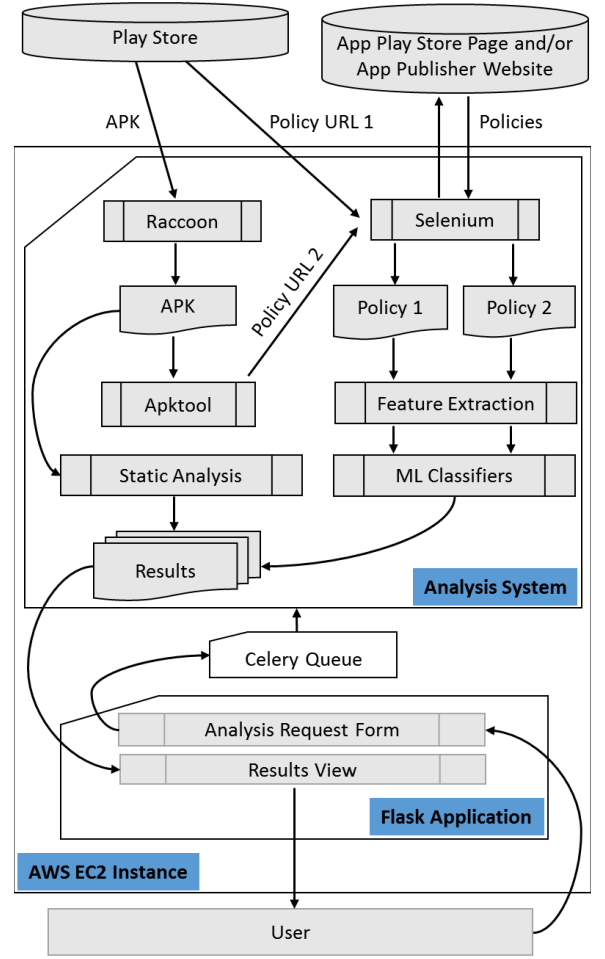 Play Store
App Play Store Page and/or
App Publisher Website
APK
Policy URL 1
Policies
Raccoon
Selenium
Policy URL 2
APK
Policy 1
Policy 2
Apktool
Feature Extraction
Static Analysis
ML Classifiers
Results
Analysis System
Celery Queue
Analysis Request Form
Results View
Flask Application
AWS EC2 Instance
User